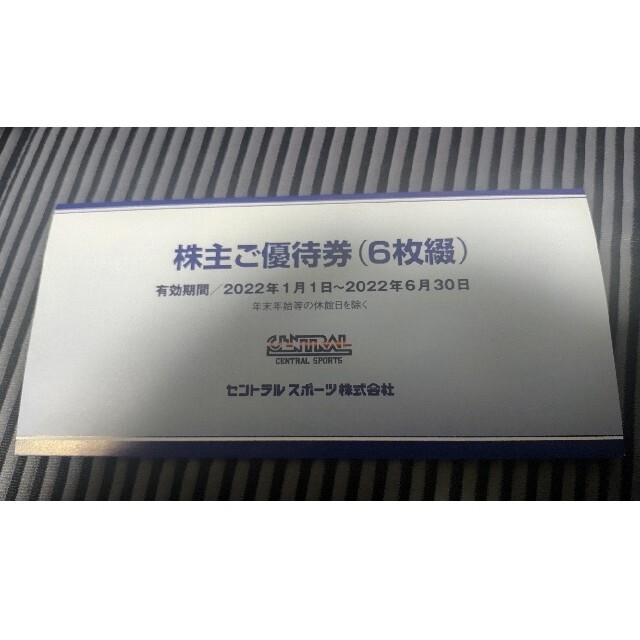 株主ご優待券(6枚綴)
有効期間／2022年1月1日～2022年6月30日
年末年始等の休館日を除く
CENTRAL
CENTRAL SPORTS
セントラルスポーツ株式会社